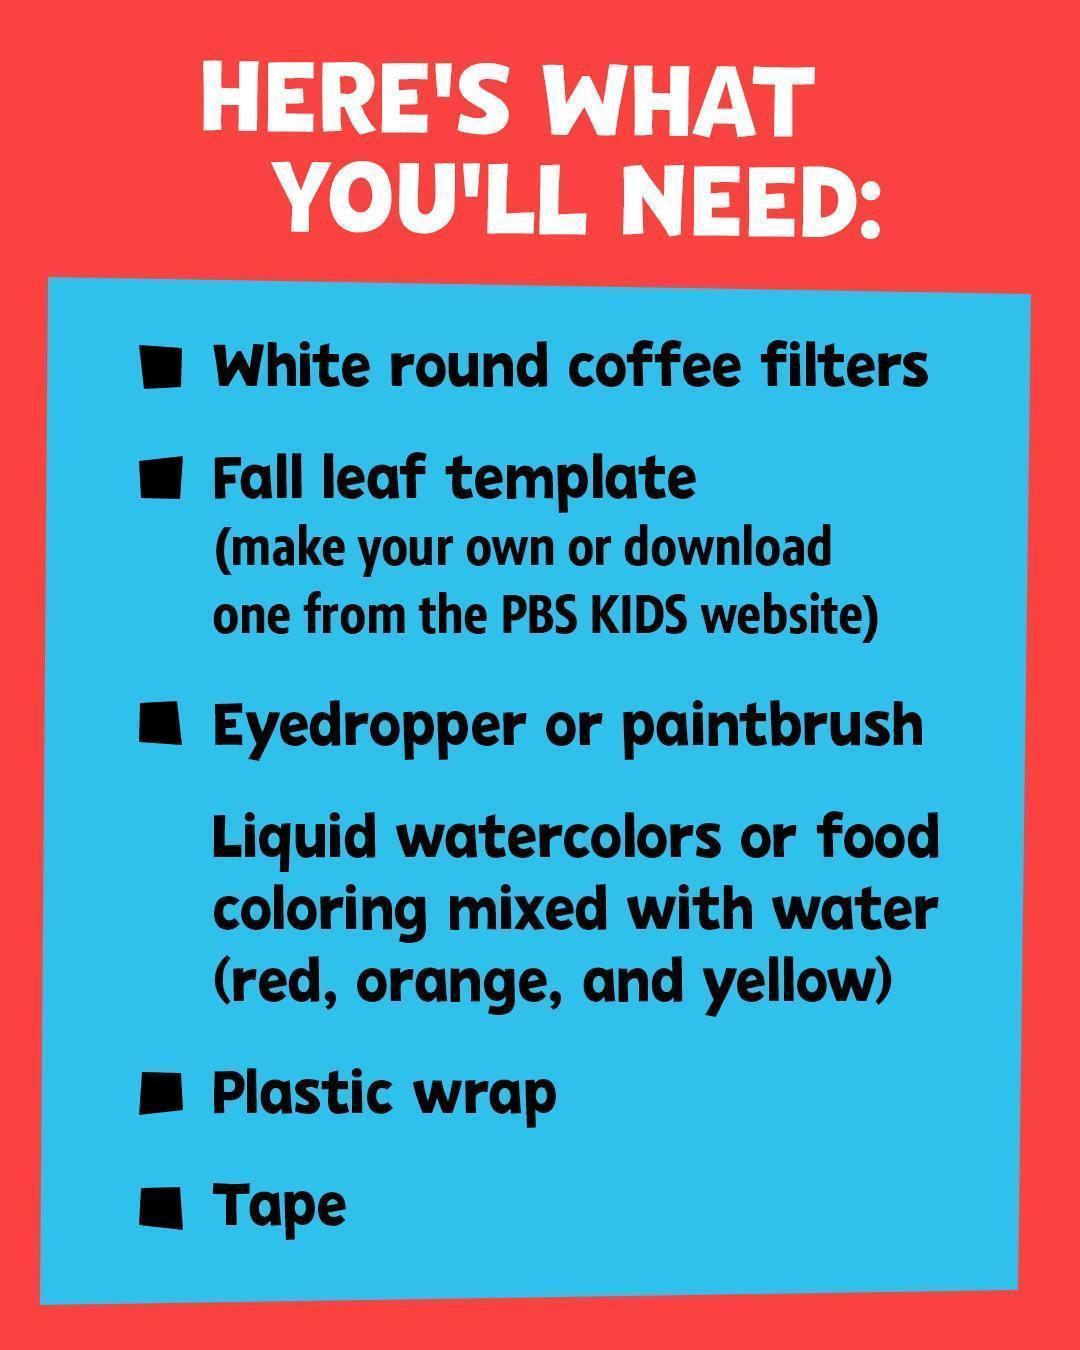 HERE'S WHAT
YOU'LL NEED:
White round coffee filters
Fall leaf template
(make your own or download
one from the PBS KIDS website)
Eyedropper or paintbrush
Liquid watercolors or food
coloring mixed with water
(red, orange, and yellow)
Plastic wrap
Tape